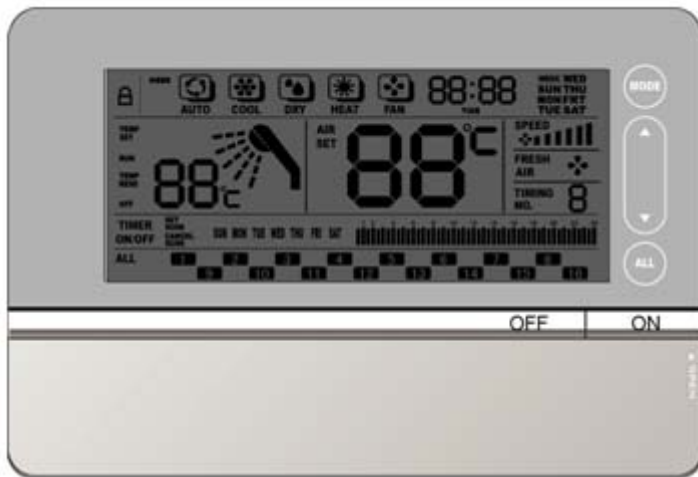 AUTO COOL DRY HEAT FAN 88:88 WED
SUN THU
MON FRI
TUE SAT
MODE
AIR
SET
88°C
SPEED
TEMP
SET
RUN
FRESH
AIR
88°C
OFF
TIMING
NO. 8
TIMER
ON/OFF
SUN MON TUE WED THU FRI SAT
ALL 1 2 3 4 5 6 7 8
9 10 11 12 13 14 15 16
ALL
OFF ON
OPEN